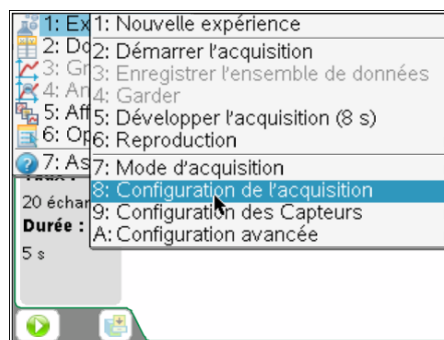 1: Ex
2: Do
3: Gr
4: An
5: Aff
6: Op
7: As
1: Nouvelle expérience
2: Démarrer l'acquisition
3: Enregistrer l'ensemble de données
4: Garder
5: Développer l'acquisition (8 s)
6: Reproduction
7: Mode d'acquisition
8: Configuration de l'acquisition
9: Configuration des Capteurs
A: Configuration avancée
20 échan
Durée :
5 s